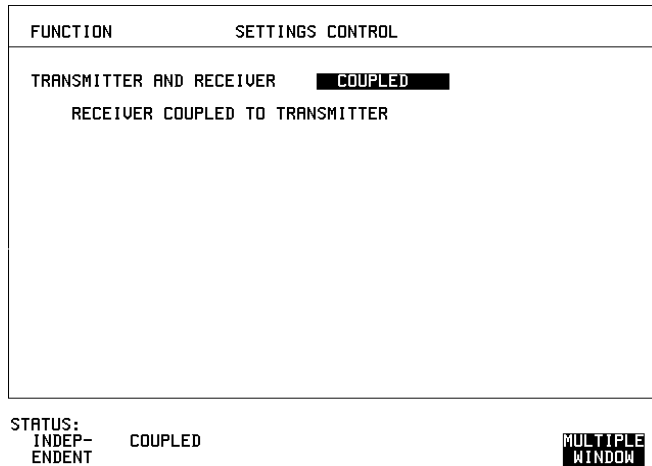 FUNCTION SETTINGS CONTROL
TRANSMITTER AND RECEIVER COUPLED
RECEIVER COUPLED TO TRANSMITTER
STATUS:
INDEP- COUPLED MULTIPLE
ENDENT WINDOW